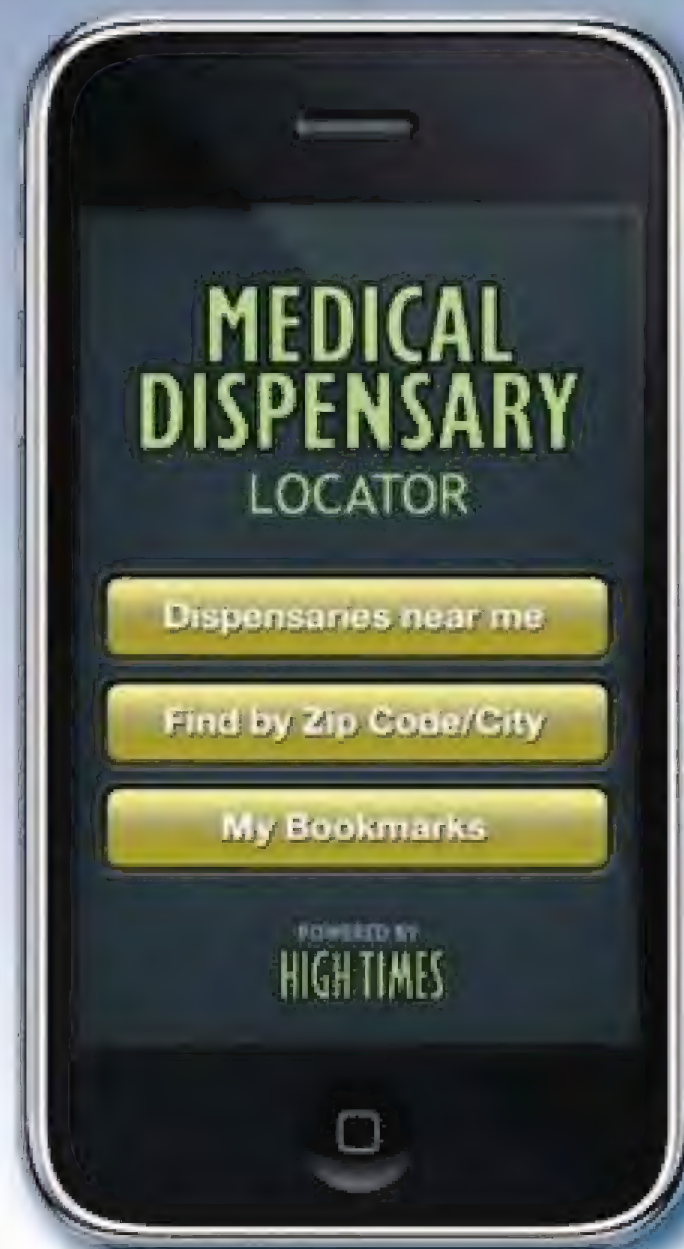 MEDICAL
DISPENSARY
LOCATOR
Dispensaries near me
Find by Zip Code/City
My Bookmarks
POWERED BY
HIGH TIMES